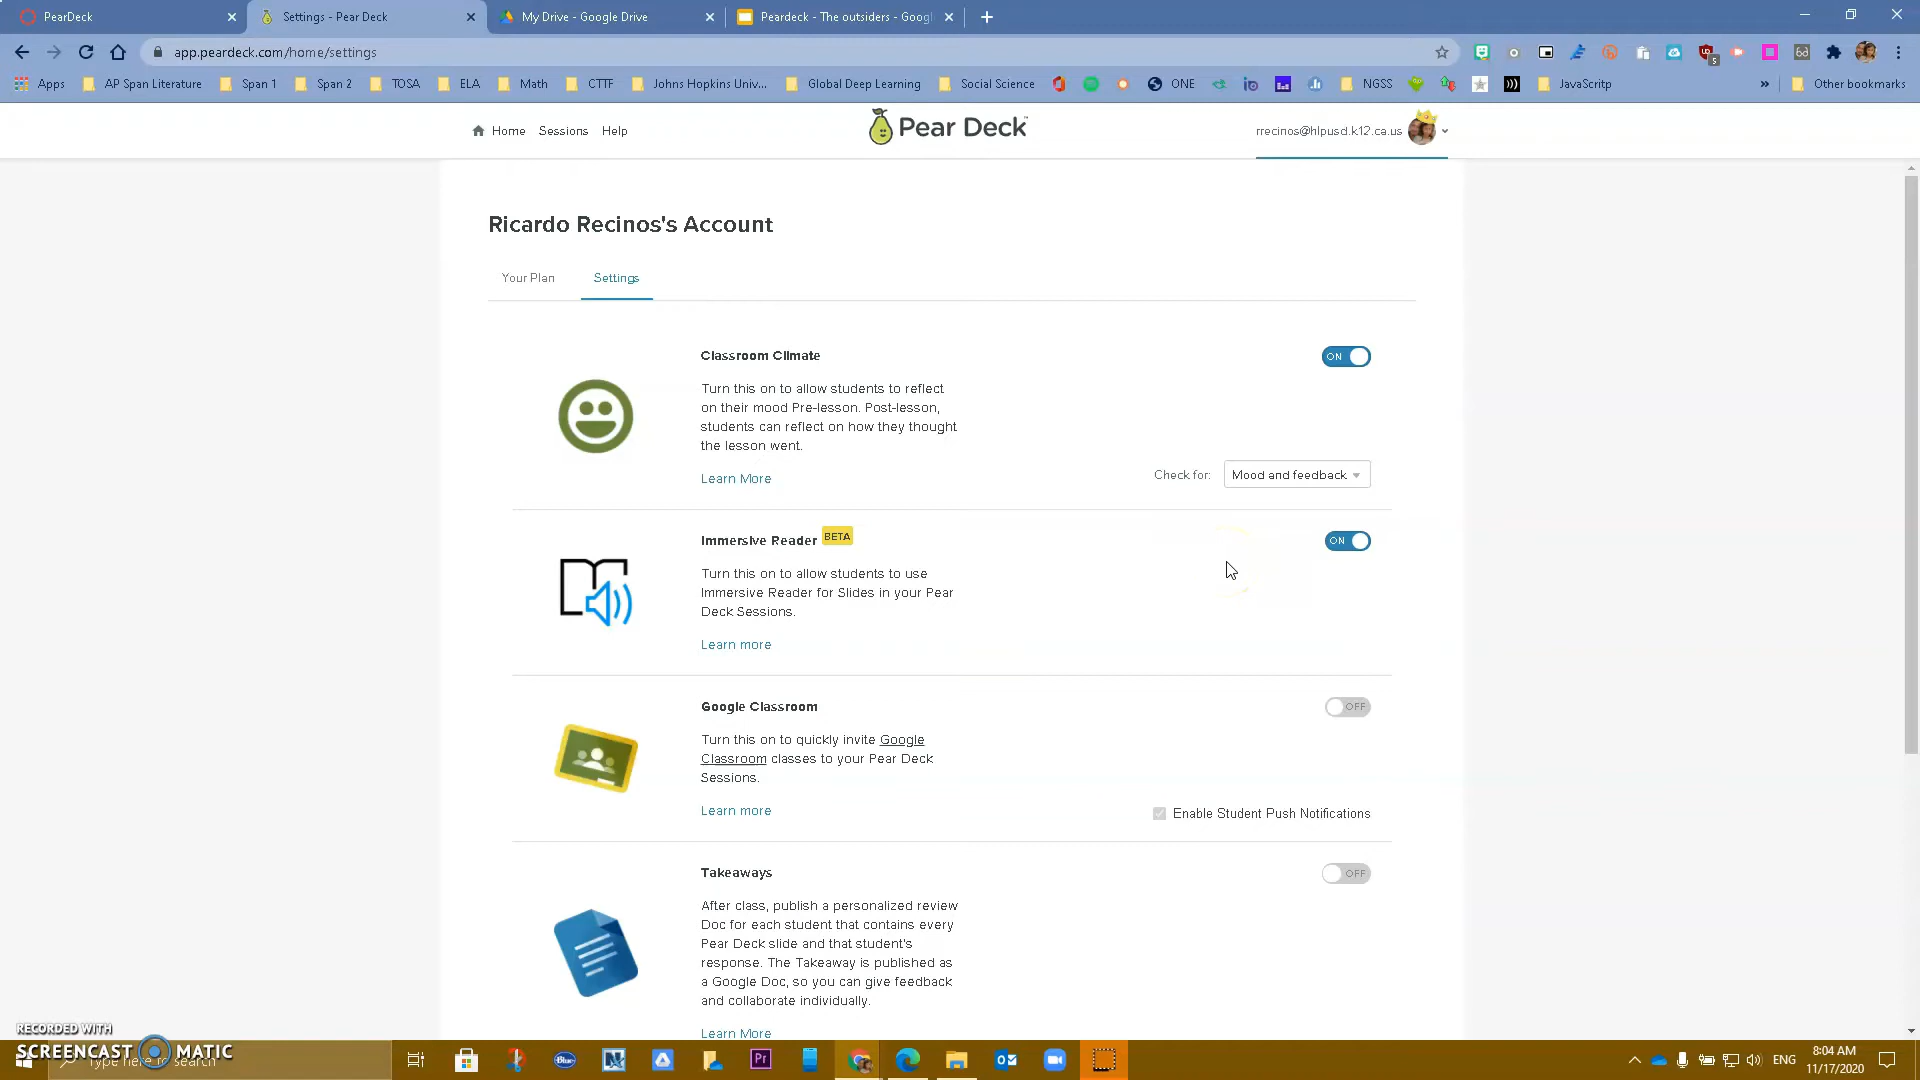 PearDeck
Settings - Pear Deck
My Drive - Google Drive
Peardeck - The outsiders - Goog
app.peardeck.com/home/settings
Apps
AP Span Literature
Span 1
Span 2
TOSA
ELA
Math
CTTF
Johns Hopkins Univ...
Global Deep Learning
Social Science
ONE
NGSS
JavaScritp
»
Other bookmarks
Home
Sessions
Help
Pear Deck
rrecinos@hlpusd.k12.ca.us
Ricardo Recinos's Account
Your Plan
Settings
Classroom Climate
ON
Turn this on to allow students to reflect
on their mood Pre-lesson. Post-lesson,
students can reflect on how they thought
the lesson went.
Learn More
Check for:
Mood and feedback
Immersive Reader BETA
ON
Turn this on to allow students to use
Immersive Reader for Slides in your Pear
Deck Sessions.
Learn more
Google Classroom
OFF
Turn this on to quickly invite Google
Classroom classes to your Pear Deck
Sessions.
Learn more
Enable Student Push Notifications
Takeaways
OFF
After class, publish a personalized review
Doc for each student that contains every
Pear Deck slide and that student's
response. The Takeaway is published as
a Google Doc, so you can give feedback
and collaborate individually.
Learn More
RECORDED WITH
SCREENCAST MATIC
Type here to search
Blue
Pr
ENG
8:04 AM
11/17/2020